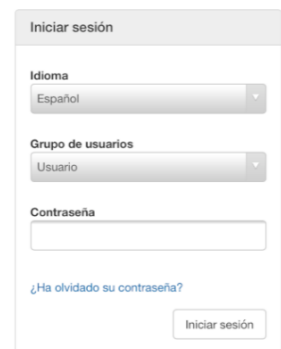 Iniciar sesión
Idioma
Español
Grupo de usuarios
Usuario
Contraseña
¿Ha olvidado su contraseña?
Iniciar sesión